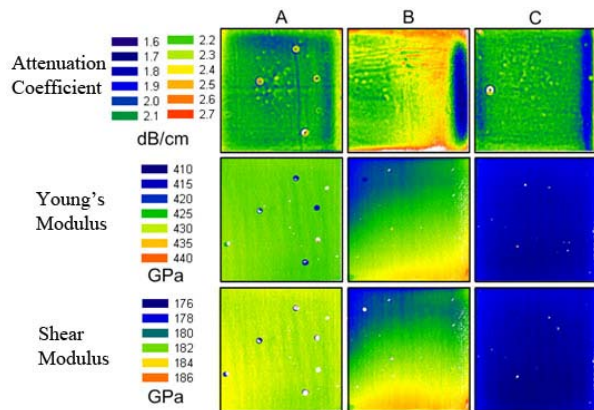 A B C
Attenuation
Coefficient
1.6 2.2
1.7 2.3
1.8 2.4
1.9 2.5
2.0 2.6
2.1 2.7
dB/cm
Young's
Modulus
410
415
420
425
430
435
440
GPa
Shear
Modulus
176
178
180
182
184
186
GPa